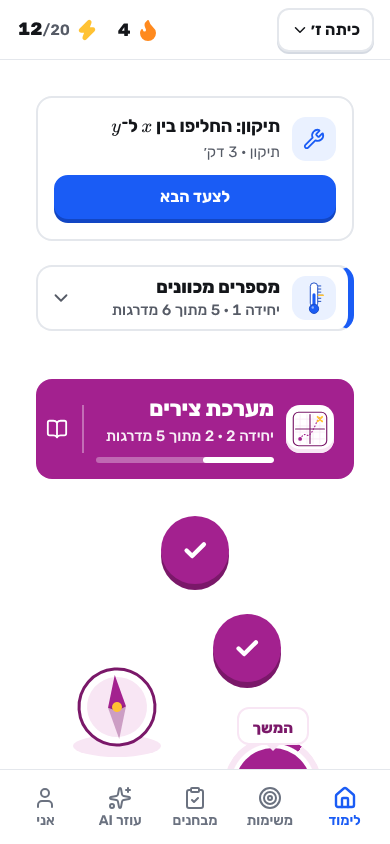 כיתה ז׳
4
12/20
תיקון: החליפו בין x ל־y
תיקון • 3 דק׳
לצעד הבא
מספרים מכוונים
יחידה 1 • 5 מתוך 6 מדרגות
מערכת צירים
יחידה 2 • 2 מתוך 5 מדרגות
המשך
לימוד
משימות
מבחנים
עוזר AI
אני